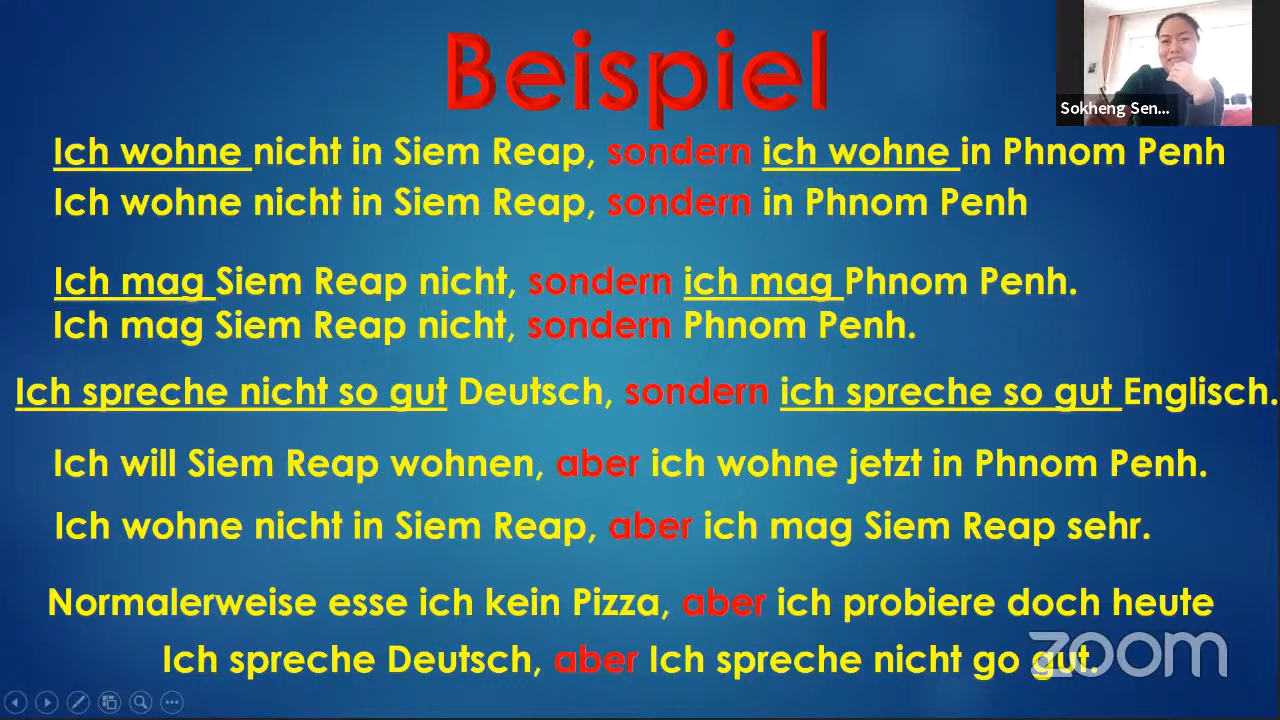 Beispiel
Sokheng Sen...
Ich wohne nicht in Siem Reap, sondern ich wohne in Phnom Penh
Ich wohne nicht in Siem Reap, sondern in Phnom Penh
Ich mag Siem Reap nicht, sondern ich mag Phnom Penh.
Ich mag Siem Reap nicht, sondern Phnom Penh.
Ich spreche nicht so gut Deutsch, sondern ich spreche so gut Englisch.
Ich will Siem Reap wohnen, aber ich wohne jetzt in Phnom Penh.
Ich wohne nicht in Siem Reap, aber ich mag Siem Reap sehr.
Normalerweise esse ich kein Pizza, aber ich probiere doch heute
Ich spreche Deutsch, aber Ich spreche nicht go gut.
zoom